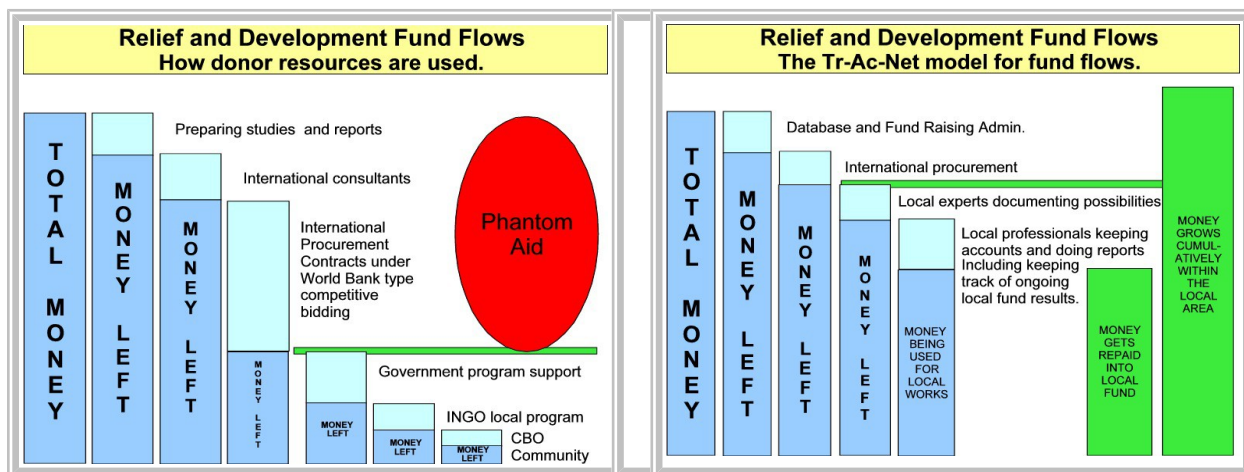 Relief and Development Fund Flows
How donor resources are used.
TOTAL MONEY
MONEY LEFT
MONEY LEFT
MONEY LEFT
Preparing studies and reports
International consultants
International
Procurement
Contracts under
World Bank type
competitive
bidding
Phantom
Aid
Government program support
MONEY
LEFT
INGO local program
MONEY
LEFT
CBO
Community
MONEY
LEFT
Relief and Development Fund Flows
The Tr-Ac-Net model for fund flows.
TOTAL MONEY
MONEY LEFT
MONEY LEFT
MONEY LEFT
Database and Fund Raising Admin.
International procurement
Local experts documenting possibilities
Local professionals keeping
accounts and doing reports
Including keeping
track of ongoing
local fund results.
MONEY
BEING
USED
FOR
LOCAL
WORKS
MONEY
GETS
REPAID
INTO
LOCAL
FUND
MONEY
GROWS
CUMUL-
ATIVELY
WITHIN
THE
LOCAL
AREA